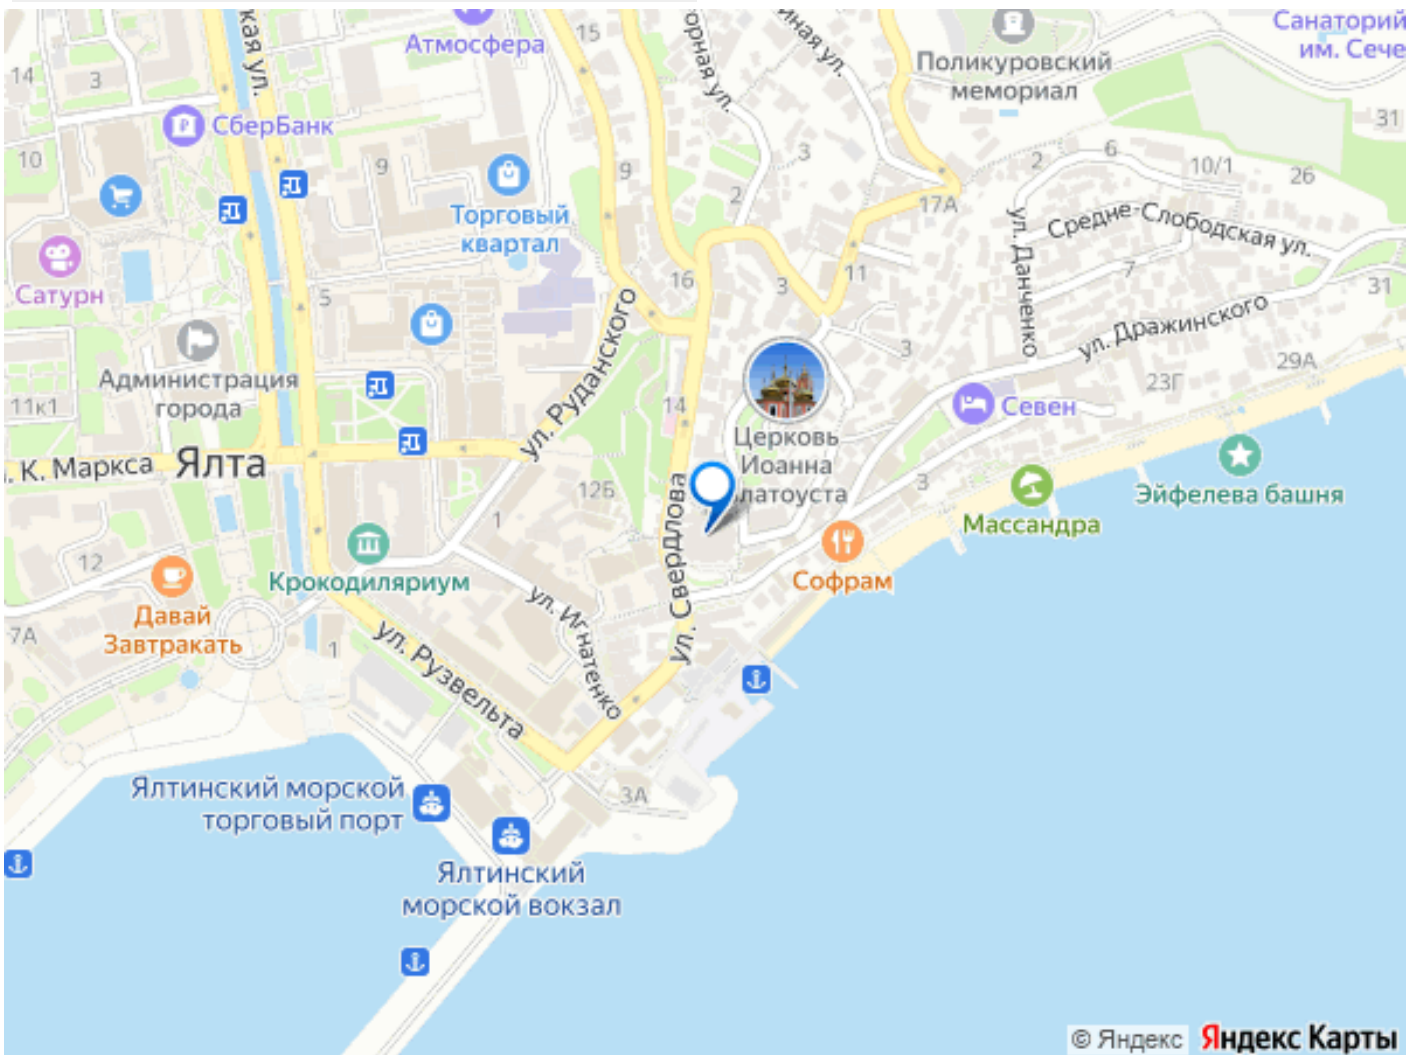 кая ул.
Атмосфера
15
орная ул.
иная ул.
Поликуровский
мемориал
Санаторий
им. Сече
14
3
СберБанк
31
10
9
9
3
2
2
6
10/1
26
17А
Торговый
квартал
ул. Данченко
Средне-Слободская ул.
Сатурн
5
16
3
11
7
31
ул. Дражинского
Администрация
города
11к1
ул. Руданского
3
29А
23Г
14
Севен
Церковь
Иоанна
латоуста
. К. Маркса
Ялта
12Б
1
3
Эйфелева башня
Массандра
ул. Свердлова
12
Крокодиляриум
Софрам
Давай
Завтракать
7А
1
ул. Игнатенко
ул. Рузвельта
Ялтинский морской
торговый порт
3А
Ялтинский
морской вокзал
© Яндекс Яндекс Карты